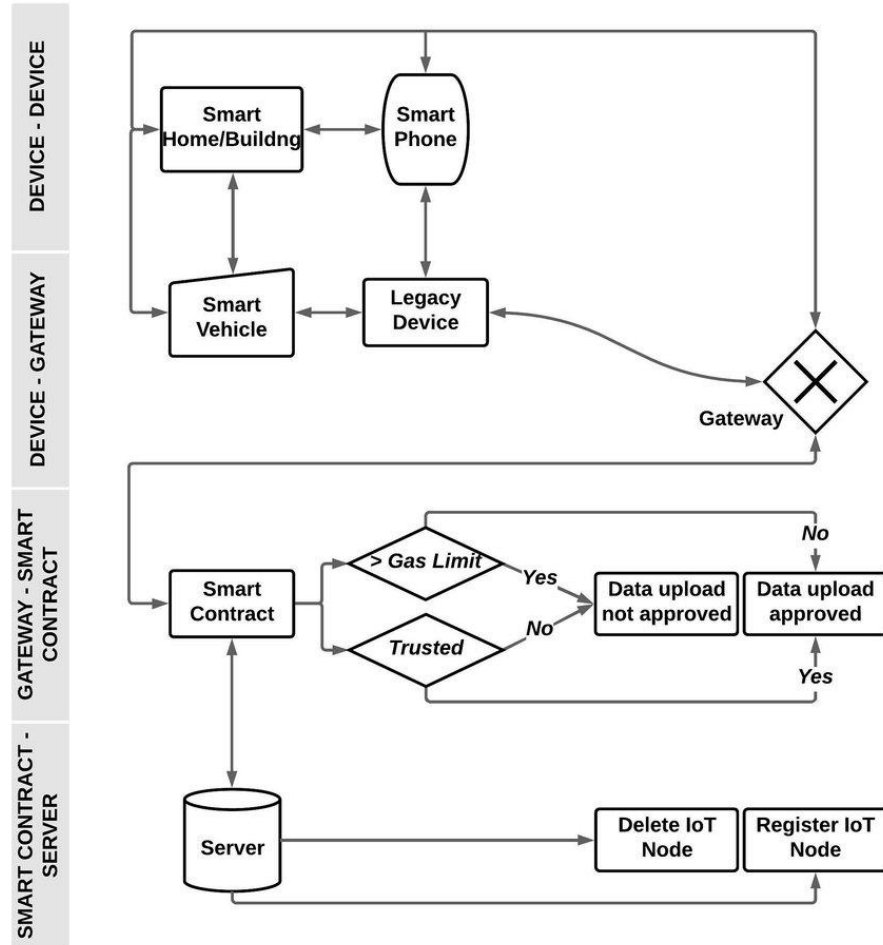 DEVICE - DEVICE
Smart
Home/Buildng
Smart
Phone
DEVICE - GATEWAY
Smart
Vehicle
Legacy
Device
Gateway
GATEWAY - SMART
CONTRACT
Smart
Contract
> Gas Limit
Yes
No
Trusted
No
Yes
Data upload
not approved
Data upload
approved
SMART CONTRACT -
SERVER
Server
Delete IoT
Node
Register IoT
Node